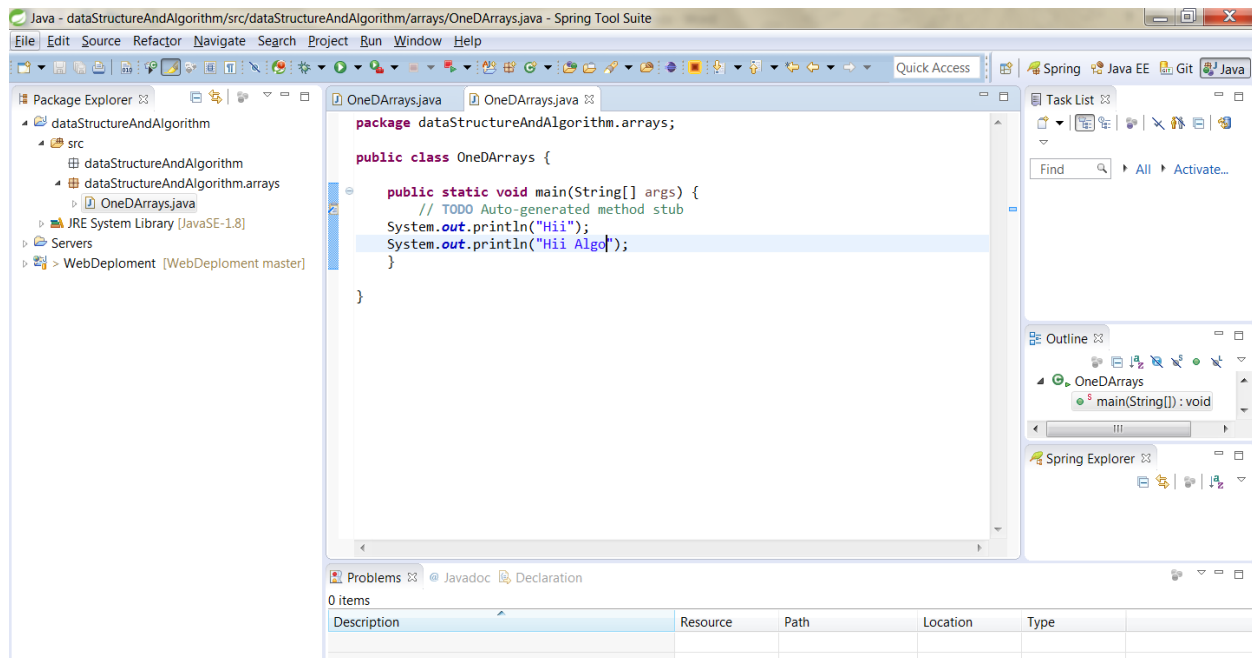 Java - dataStructureAndAlgorithm/src/dataStructureAndAlgorithm/arrays/OneDArrays.java - Spring Tool Suite
File Edit Source Refactor Navigate Search Project Run Window Help
Quick Access Spring Java EE Git Java
Package Explorer
dataStructureAndAlgorithm
src
dataStructureAndAlgorithm
dataStructureAndAlgorithm.arrays
OneDArrays.java
JRE System Library [JavaSE-1.8]
Servers
> WebDeploment [WebDeploment master]
OneDArrays.java OneDArrays.java
package dataStructureAndAlgorithm.arrays;
public class OneDArrays {
public static void main(String[] args) {
// TODO Auto-generated method stub
System.out.println("Hii");
System.out.println("Hii Algo");
}
}
Task List
Find All Activate...
Outline
OneDArrays
main(String[]) : void
Spring Explorer
Problems Javadoc Declaration
0 items
Description Resource Path Location Type